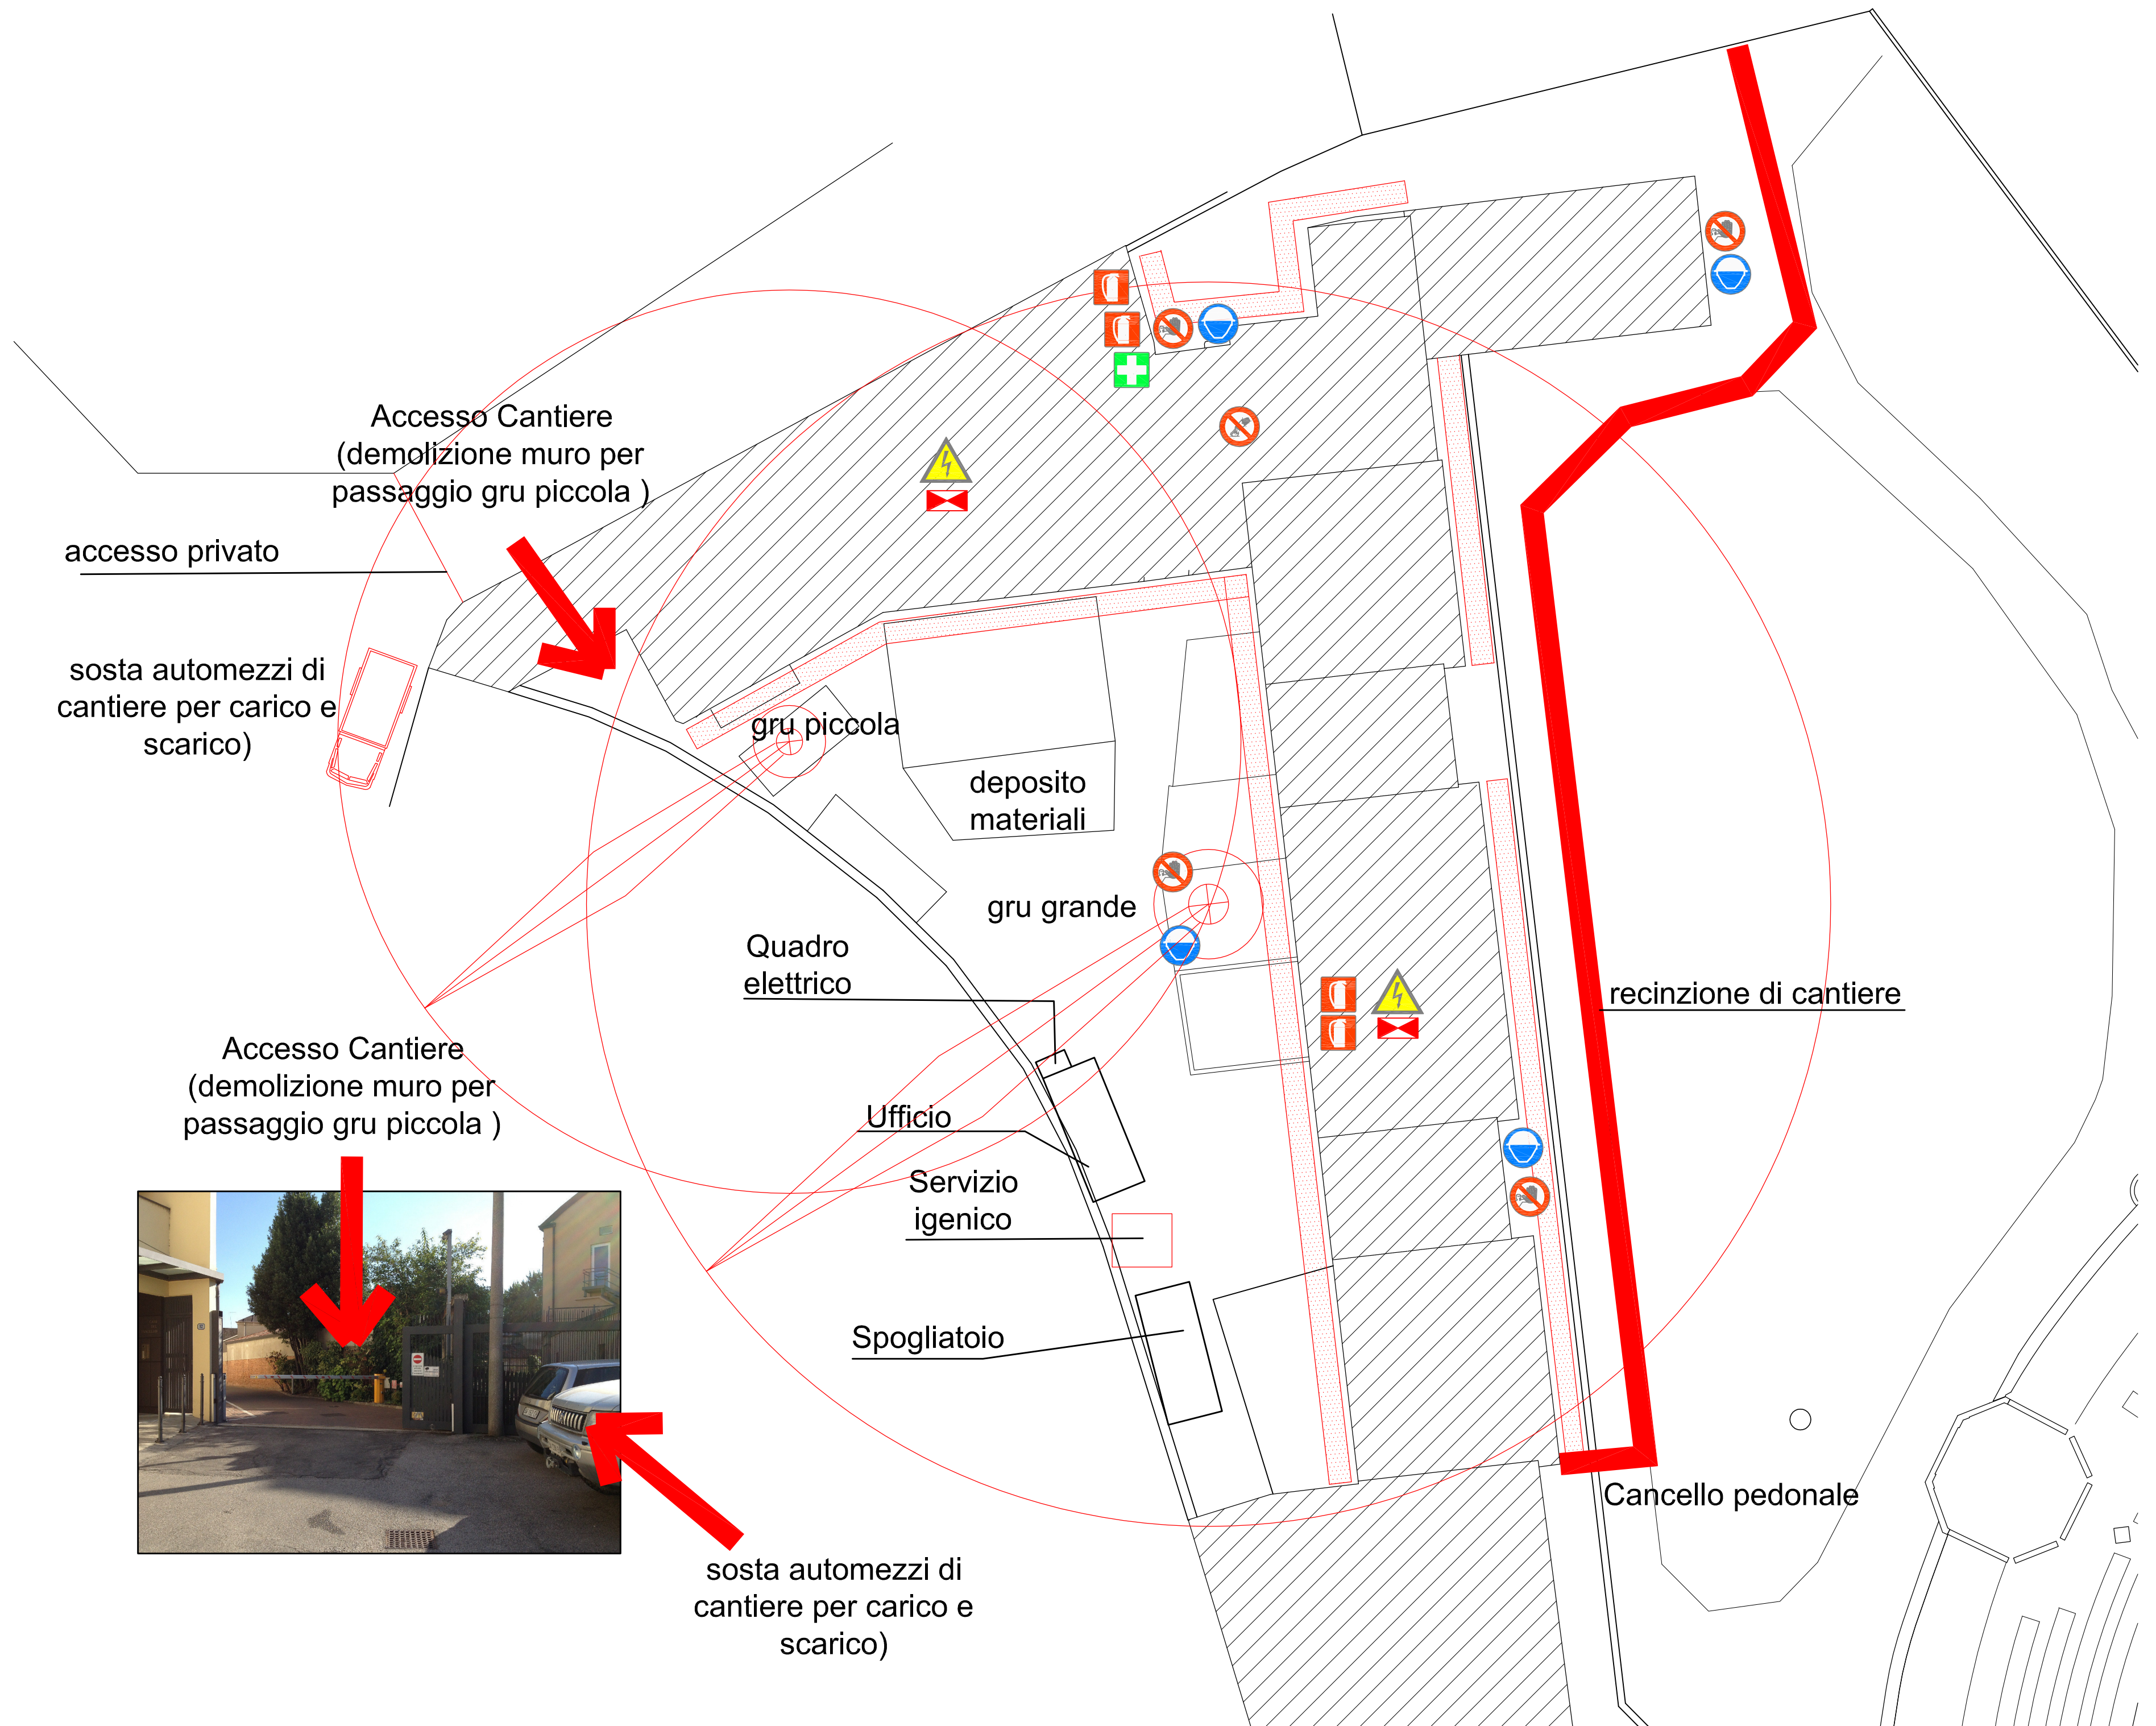 Accesso Cantiere
(demolizione muro per
passaggio gru piccola )
accesso privato
sosta automezzi di
cantiere per carico e
scarico)
gru piccola
deposito
materiali
gru grande
Quadro
elettrico
recinzione di cantiere
Accesso Cantiere
(demolizione muro per
passaggio gru piccola )
Ufficio
Servizio
igenico
Spogliatoio
Cancello pedonale
sosta automezzi di
cantiere per carico e
scarico)